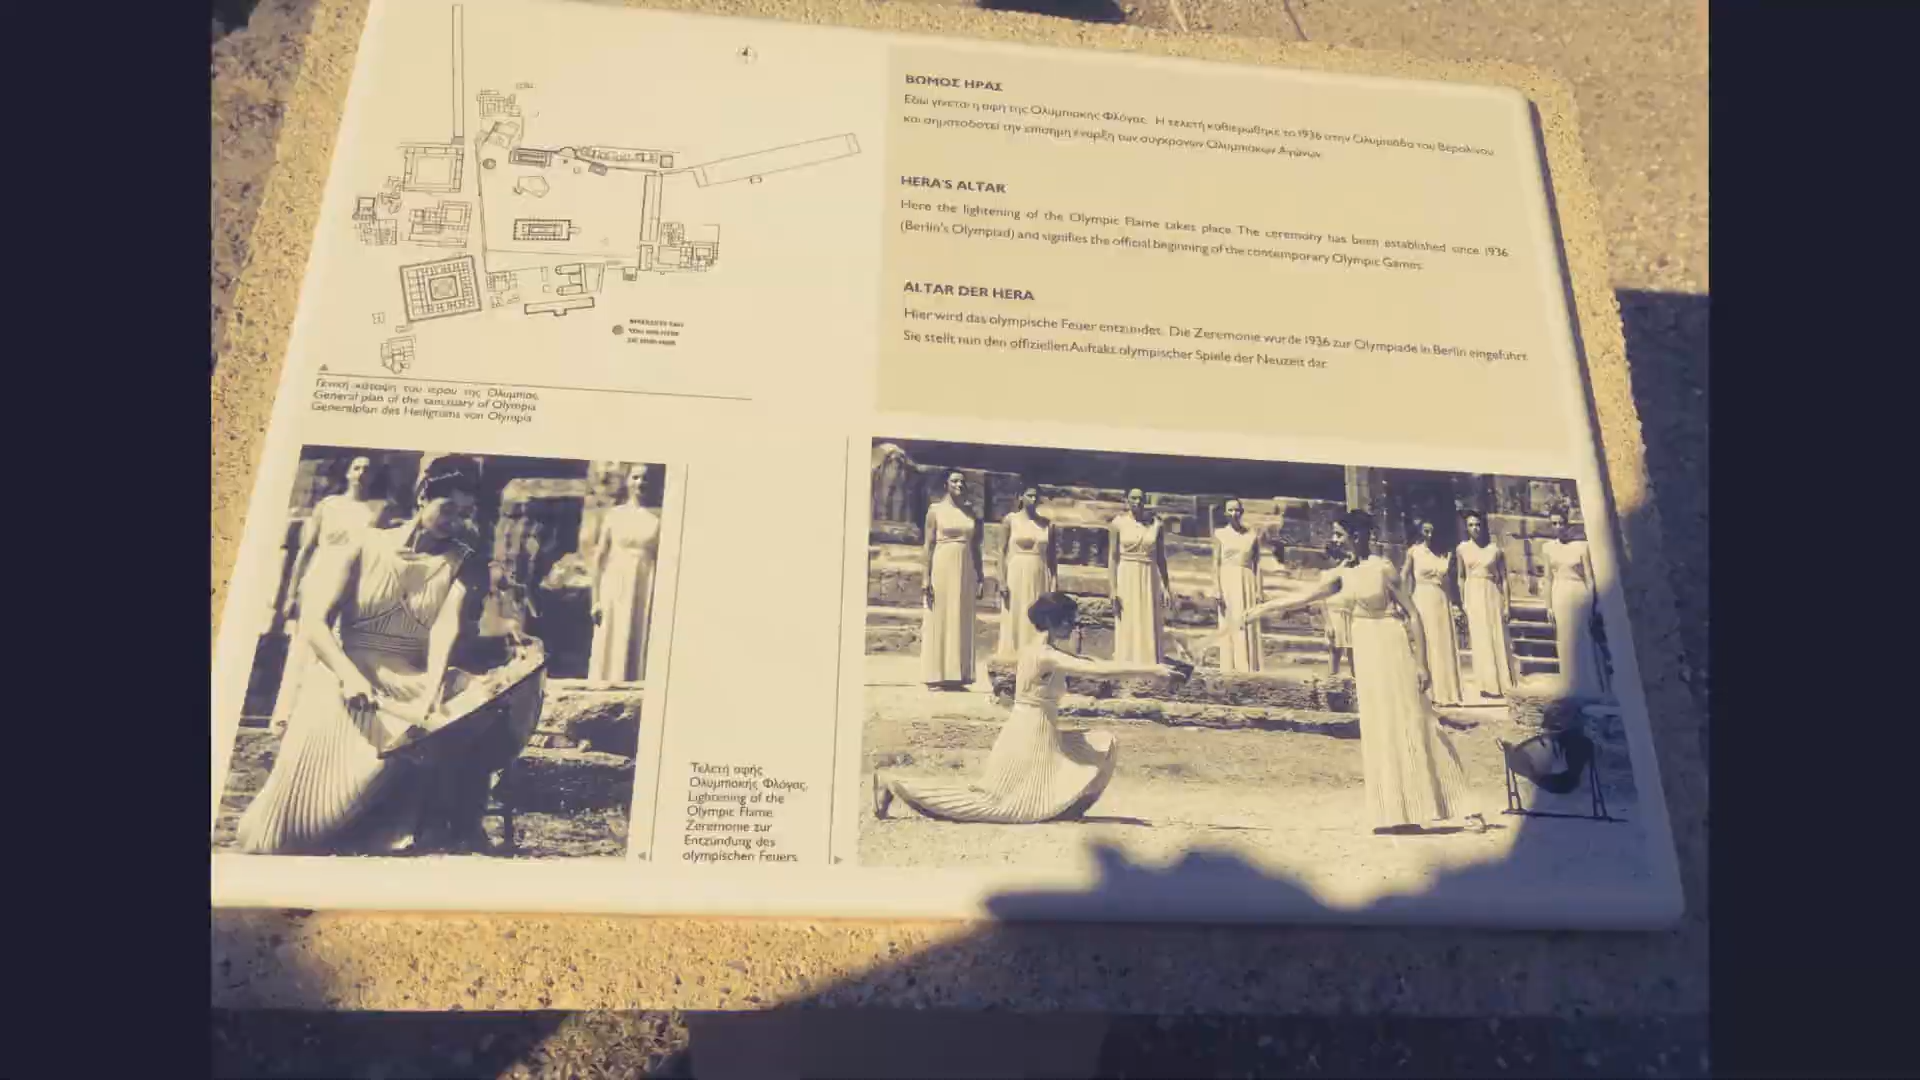 ΒΩΜΟΣ ΗΡΑΣ
Εδώ γίνεται η αφή της Ολυμπιακής Φλόγας. Η τελετή καθιερώθηκε το 1936 στην Ολυμπιάδα του Βερολίνου
και σηματοδοτεί την επίσημη έναρξη των σύγχρονων Ολυμπιακών Αγώνων.
HERA'S ALTAR
Here the lightening of the Olympic Flame takes place. The ceremony has been established since 1936
(Berlin's Olympiad) and signifies the official beginning of the contemporary Olympic Games.
ALTAR DER HERA
Hier wird das olympische Feuer entzündet. Die Zeremonie wurde 1936 zur Olympiade in Berlin eingeführt.
Sie stellt nun den offiziellen Auftakt olympischer Spiele der Neuzeit dar.
YOU ARE HERE
Γενική κάτοψη του ιερού της Ολυμπίας.
General plan of the sanctuary of Olympia
Generalplan des Heiligtums von Olympia
Τελετή αφής
Ολυμπιακής Φλόγας.
Lightening of the
Olympic Flame.
Zeremonie zur
Entzündung des
olympischen Feuers.